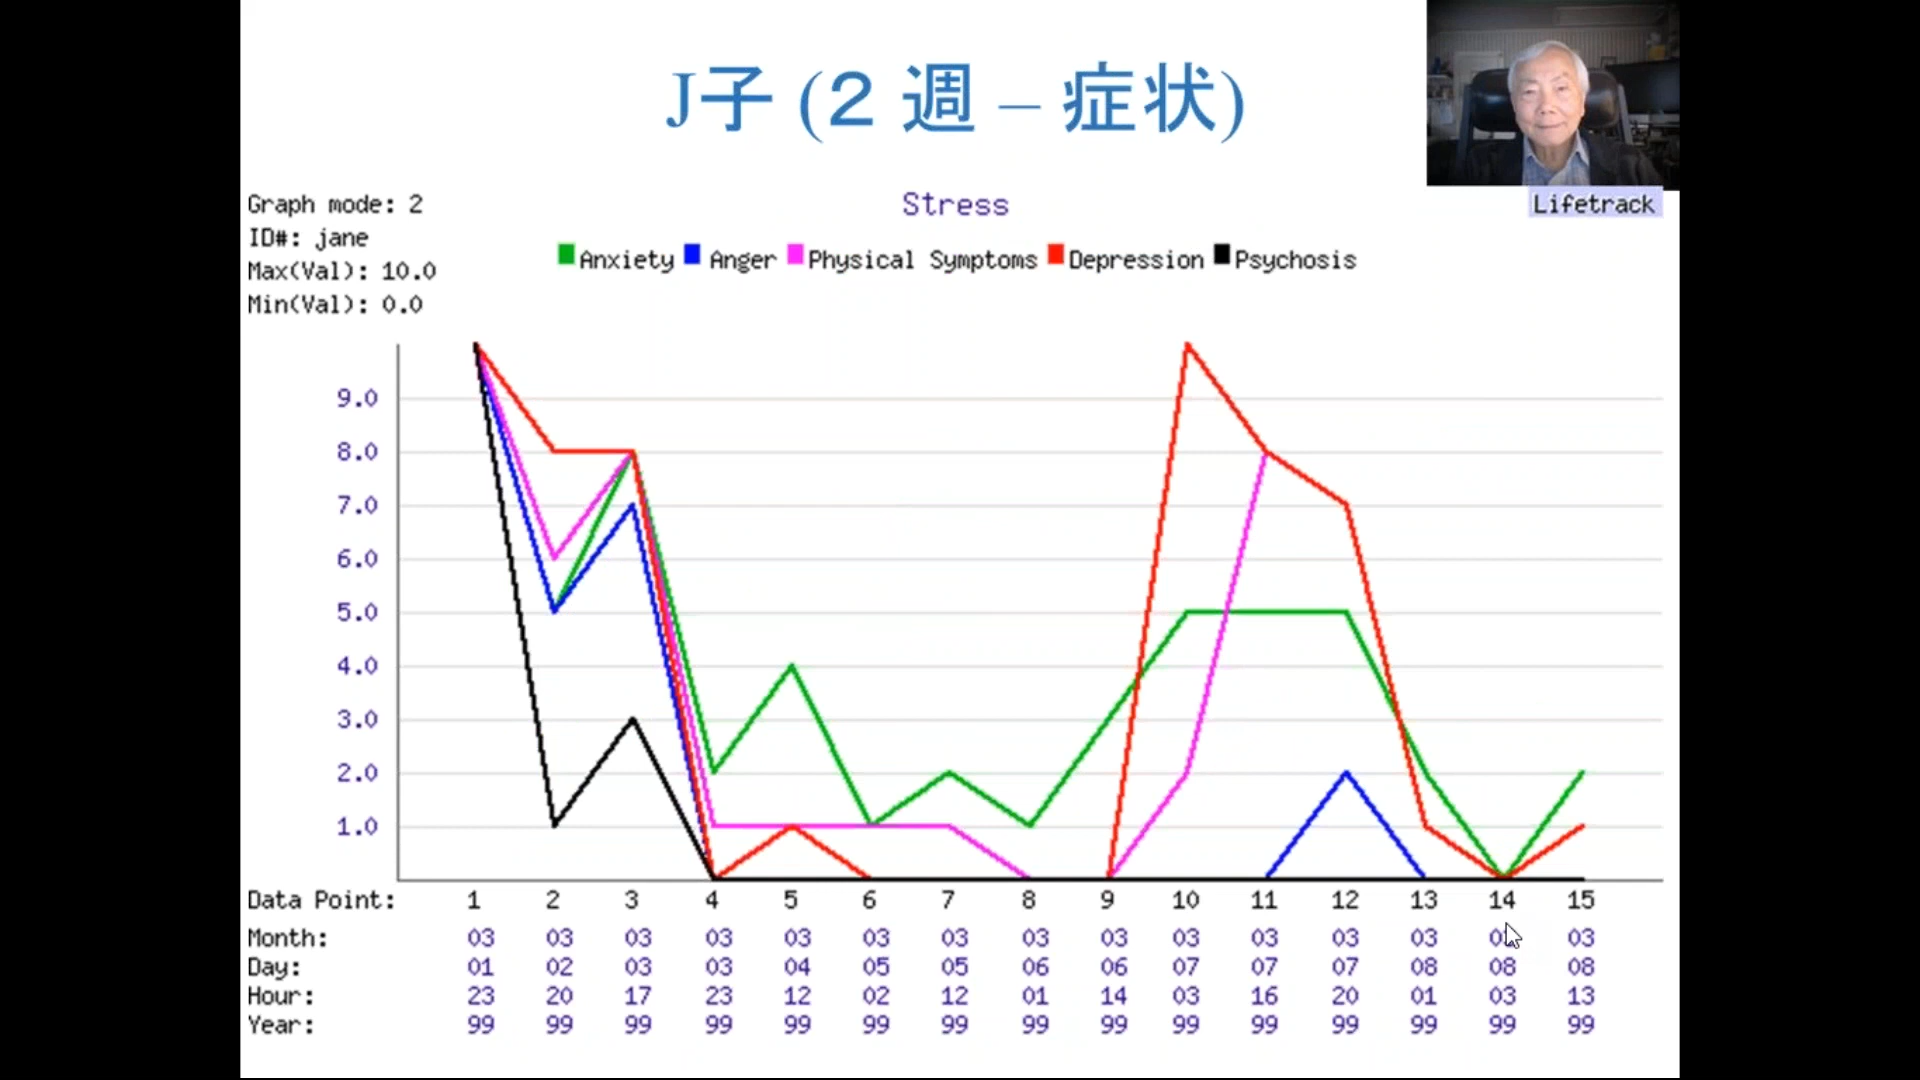 J子 (２ 週 – 症状)
Graph mode: 2
Stress
Lifetrack
ID#: jane
Anxiety Anger Physical Symptoms Depression Psychosis
Max(Val): 10.0
Min(Val): 0.0
9.0
8.0
7.0
6.0
5.0
4.0
3.0
2.0
1.0
Data Point: 1 2 3 4 5 6 7 8 9 10 11 12 13 14 15
Month: 03 03 03 03 03 03 03 03 03 03 03 03 03 03
Day: 01 02 03 03 04 05 05 06 06 07 07 07 08 08 08
Hour: 23 20 17 23 12 02 12 01 14 03 16 20 01 03 13
Year: 99 99 99 99 99 99 99 99 99 99 99 99 99 99 99